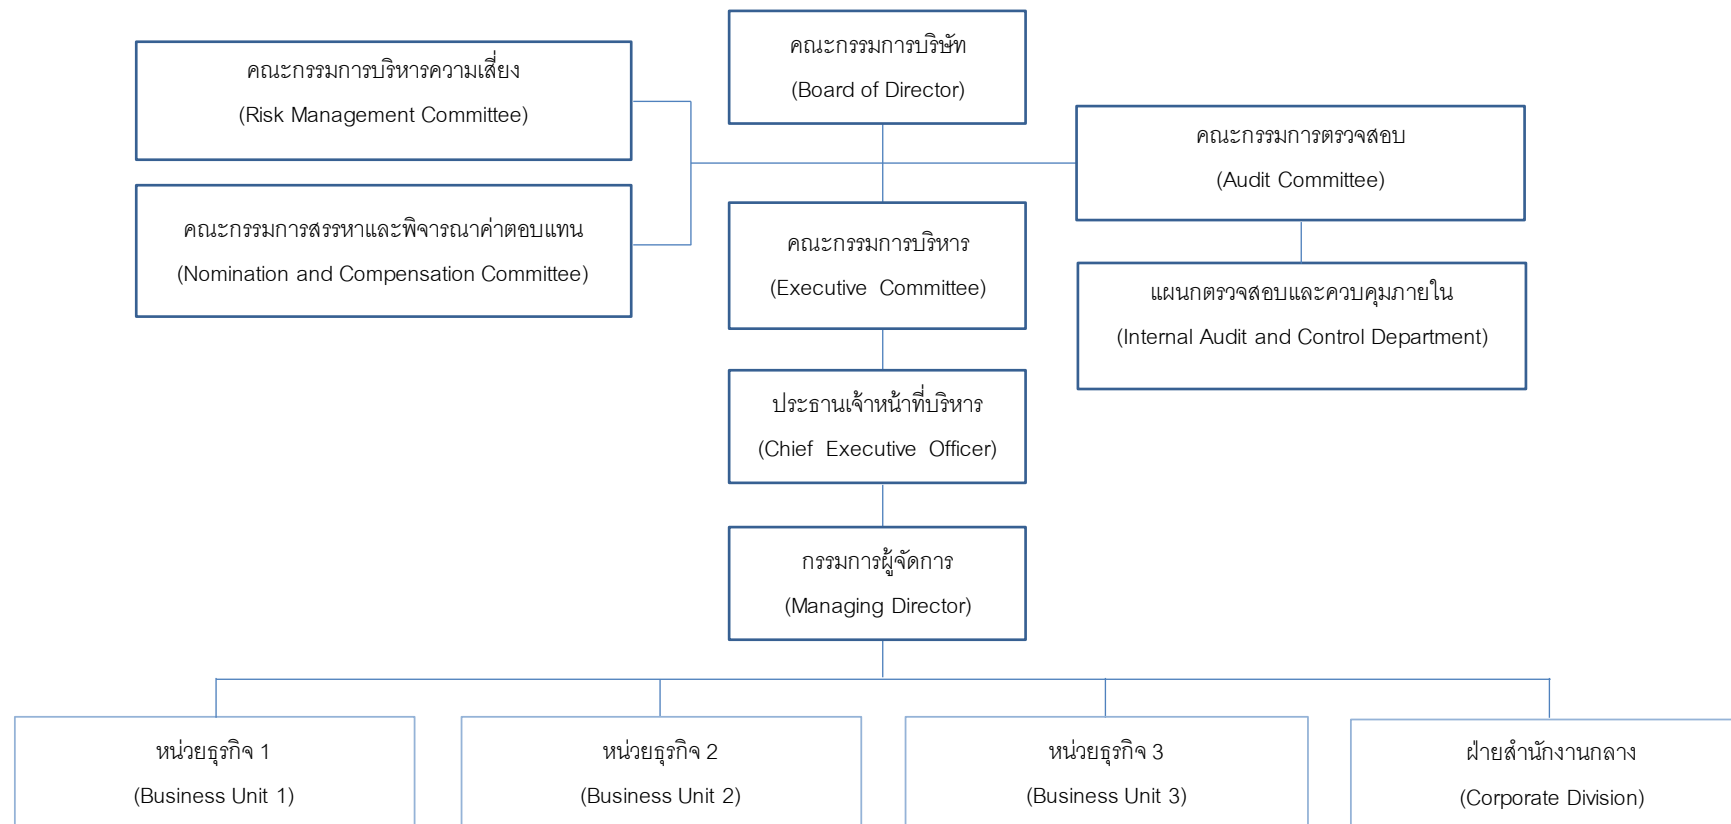 คณะกรรมการบริษัท
(Board of Director)
คณะกรรมการบริหารความเสี่ยง
(Risk Management Committee)
คณะกรรมการตรวจสอบ
(Audit Committee)
คณะกรรมการสรรหาและพิจารณาค่าตอบแทน
(Nomination and Compensation Committee)
คณะกรรมการบริหาร
(Executive Committee)
แผนกตรวจสอบและควบคุมภายใน
(Internal Audit and Control Department)
ประธานเจ้าหน้าที่บริหาร
(Chief Executive Officer)
กรรมการผู้จัดการ
(Managing Director)
หน่วยธุรกิจ 1
(Business Unit 1)
หน่วยธุรกิจ 2
(Business Unit 2)
หน่วยธุรกิจ 3
(Business Unit 3)
ฝ่ายสำนักงานกลาง
(Corporate Division)